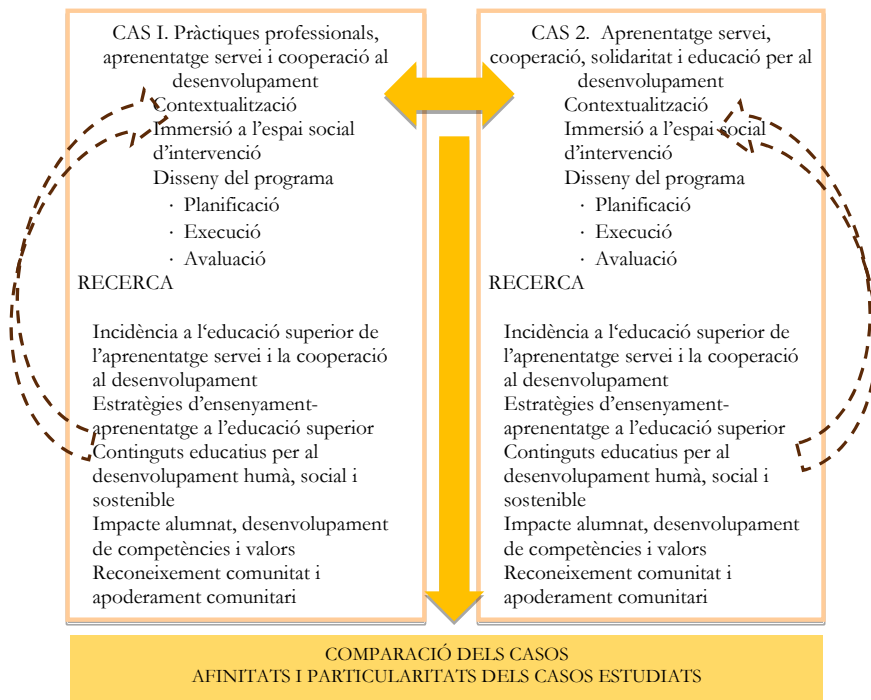 CAS I. Pràctiques professionals,
aprenentatge servei i cooperació al
desenvolupament
Contextualització
Immersió a l'espai social
d'intervenció
Disseny del programa
· Planificació
· Execució
· Avaluació
RECERCA
Incidència a l‘educació superior de
l'aprenentatge servei i la cooperació
al desenvolupament
Estratègies d'ensenyament-
aprenentatge a l'educació superior
Continguts educatius per al
desenvolupament humà, social i
sostenible
Impacte alumnat, desenvolupament
de competències i valors
Reconeixement comunitat i
apoderament comunitari
CAS 2. Aprenentatge servei,
cooperació, solidaritat i educació per al
desenvolupament
Contextualització
Immersió a l'espai social
d'intervenció
Disseny del programa
· Planificació
· Execució
· Avaluació
RECERCA
Incidència a l‘educació superior de
l'aprenentatge servei i la cooperació
al desenvolupament
Estratègies d'ensenyament-
aprenentatge a l'educació superior
Continguts educatius per al
desenvolupament humà, social i
sostenible
Impacte alumnat, desenvolupament
de competències i valors
Reconeixement comunitat i
apoderament comunitari
COMPARACIÓ DELS CASOS
AFINITATS I PARTICULARITATS DELS CASOS ESTUDIATS